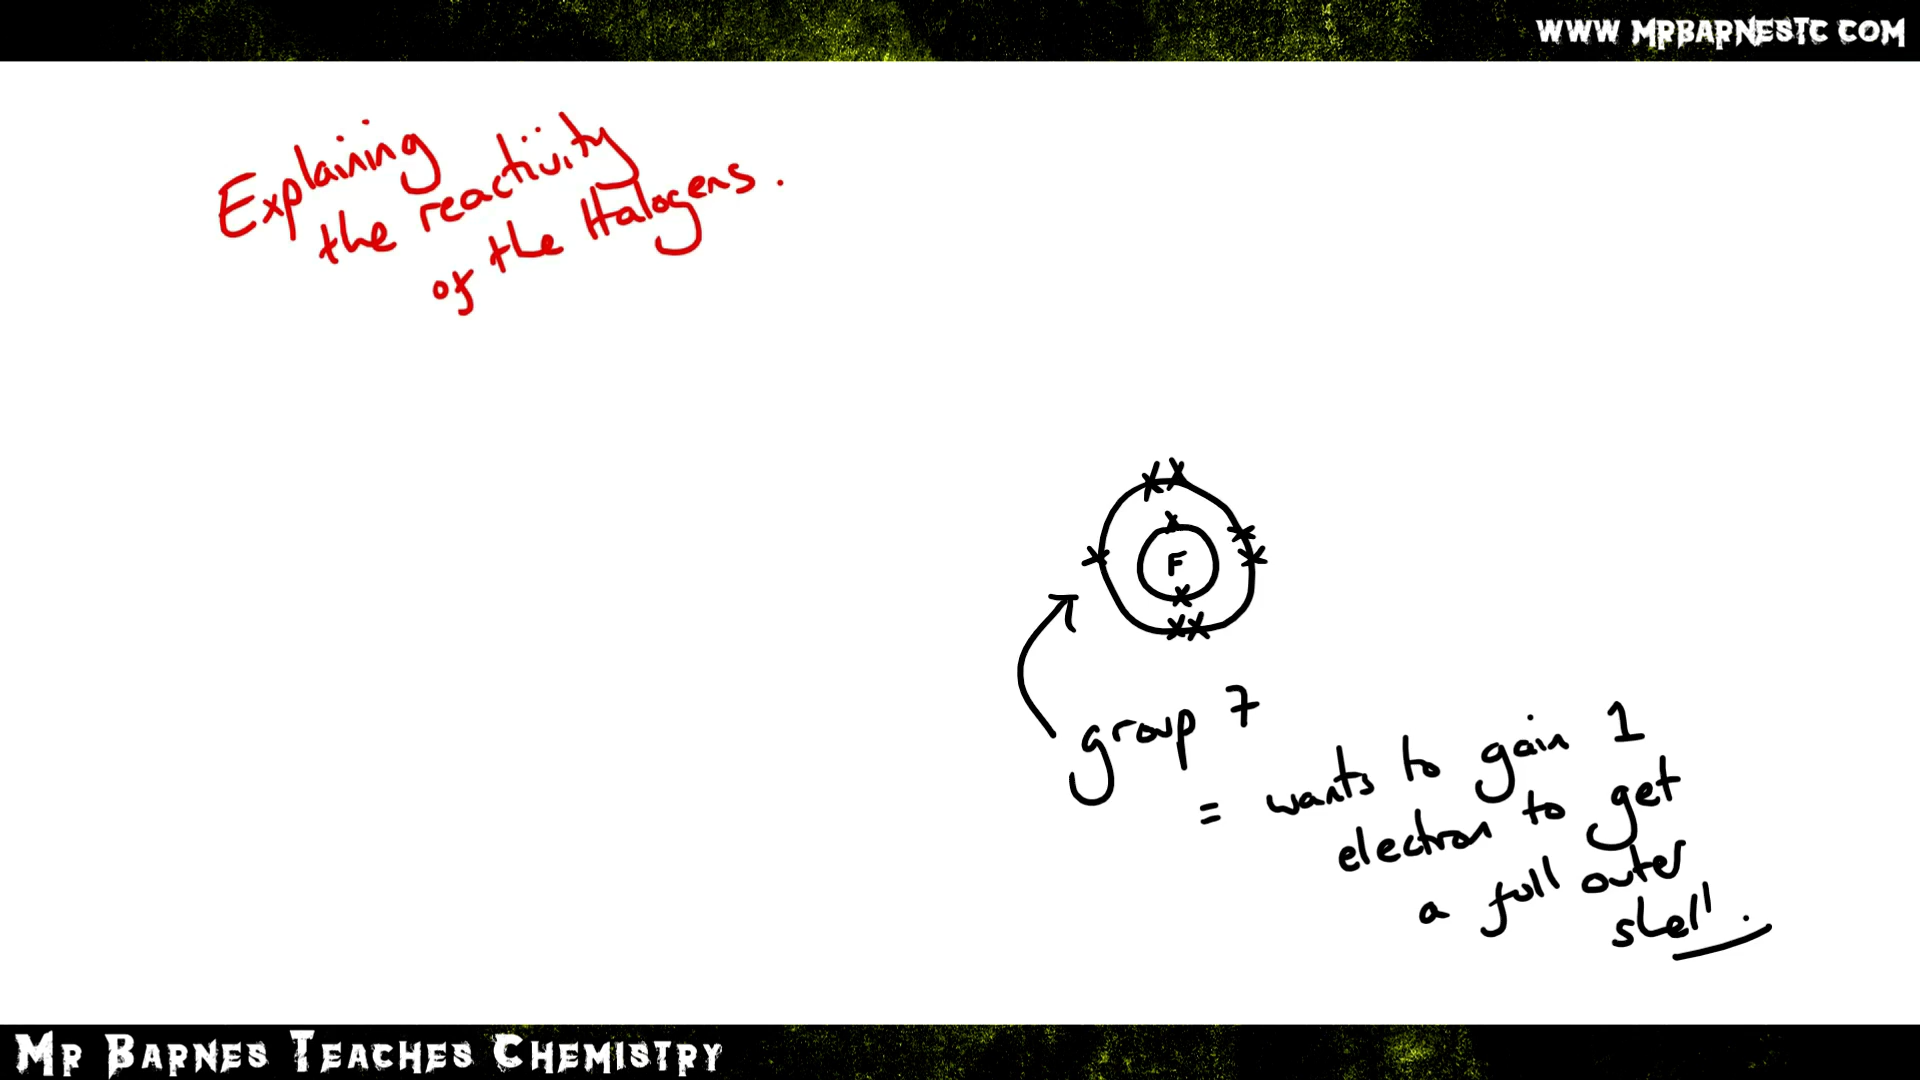 WWW MRBARNESTC COM
Explaining
the reactivity
of the Halogens.
F
group 7
= wants to gain 1
electron to get
a full outer
shell.
MR BARNES TEACHES CHEMISTRY